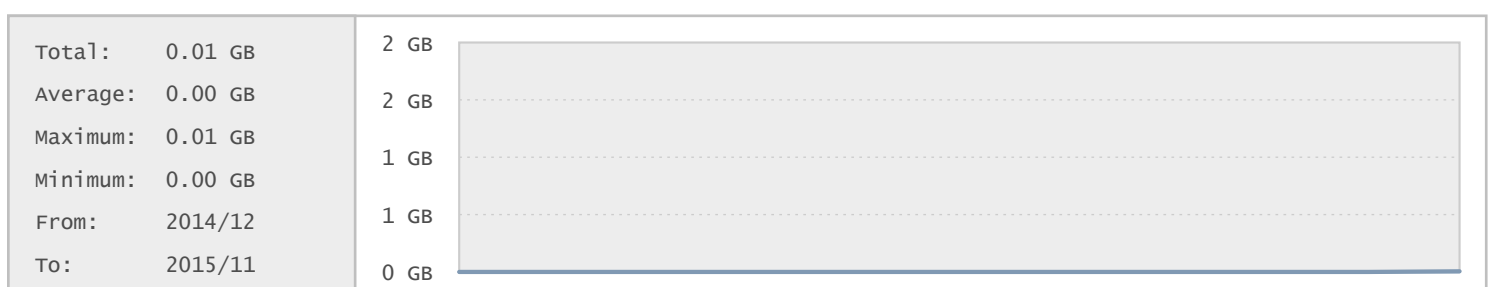 Total: 0.01 GB
Average: 0.00 GB
Maximum: 0.01 GB
Minimum: 0.00 GB
From: 2014/12
To: 2015/11
2 GB
2 GB
1 GB
1 GB
0 GB